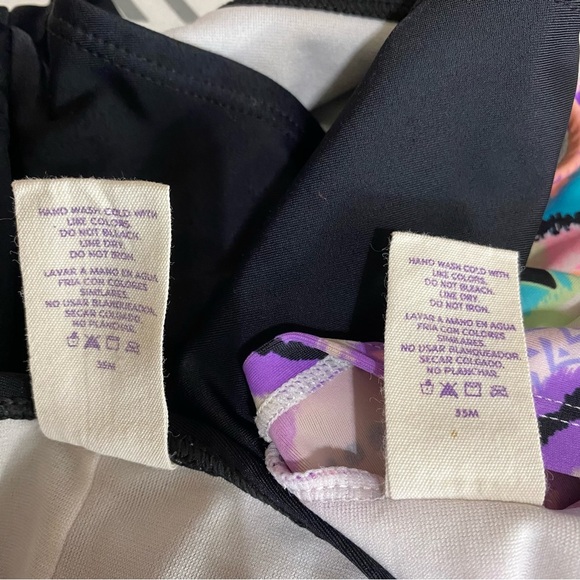 HAND WASH COLD WITH
LIKE COLORS.
DO NOT BLEACH.
LINE DRY.
DO NOT IRON.
LAVAR A MANO EN AGUA
FRIA CON COLORES
SIMILARES.
NO USAR BLANQUEADOR.
SECAR COLGADO.
NO PLANCHAR.
35M
HAND WASH COLD WITH
LIKE COLORS.
DO NOT BLEACH.
LINE DRY.
DO NOT IRON.
LAVAR A MANO EN AGUA
FRIA CON COLORES
SIMILARES.
NO USAR BLANQUEADOR.
SECAR COLGADO.
NO PLANCHAR.
35M